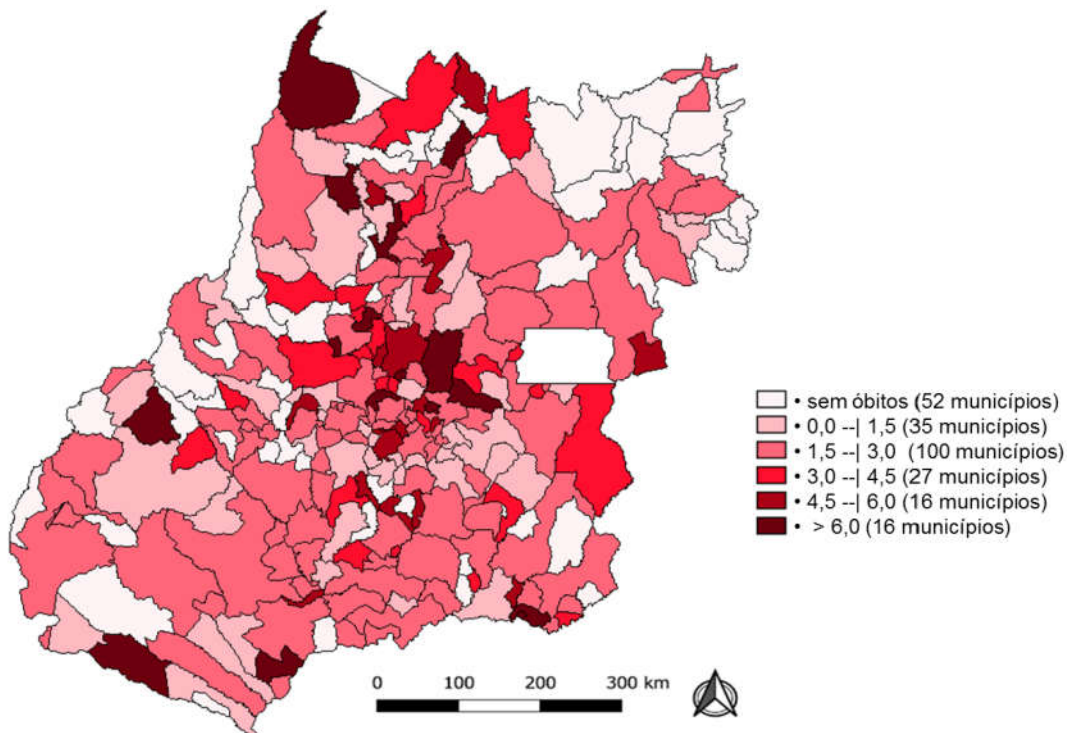 • sem óbitos (52 municípios)
• 0,0 --| 1,5 (35 municípios)
• 1,5 --| 3,0 (100 municípios)
• 3,0 --| 4,5 (27 municípios)
• 4,5 --| 6,0 (16 municípios)
• > 6,0 (16 municípios)
0 100 200 300 km